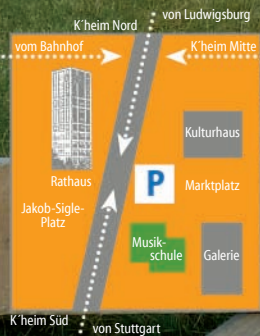 von Ludwigsburg
K´heim Nord
vom Bahnhof
K´heim Mitte
Kulturhaus
Rathaus
P
Marktplatz
Jakob-Sigle-
Platz
Musik-
schule
Galerie
K´heim Süd
von Stuttgart